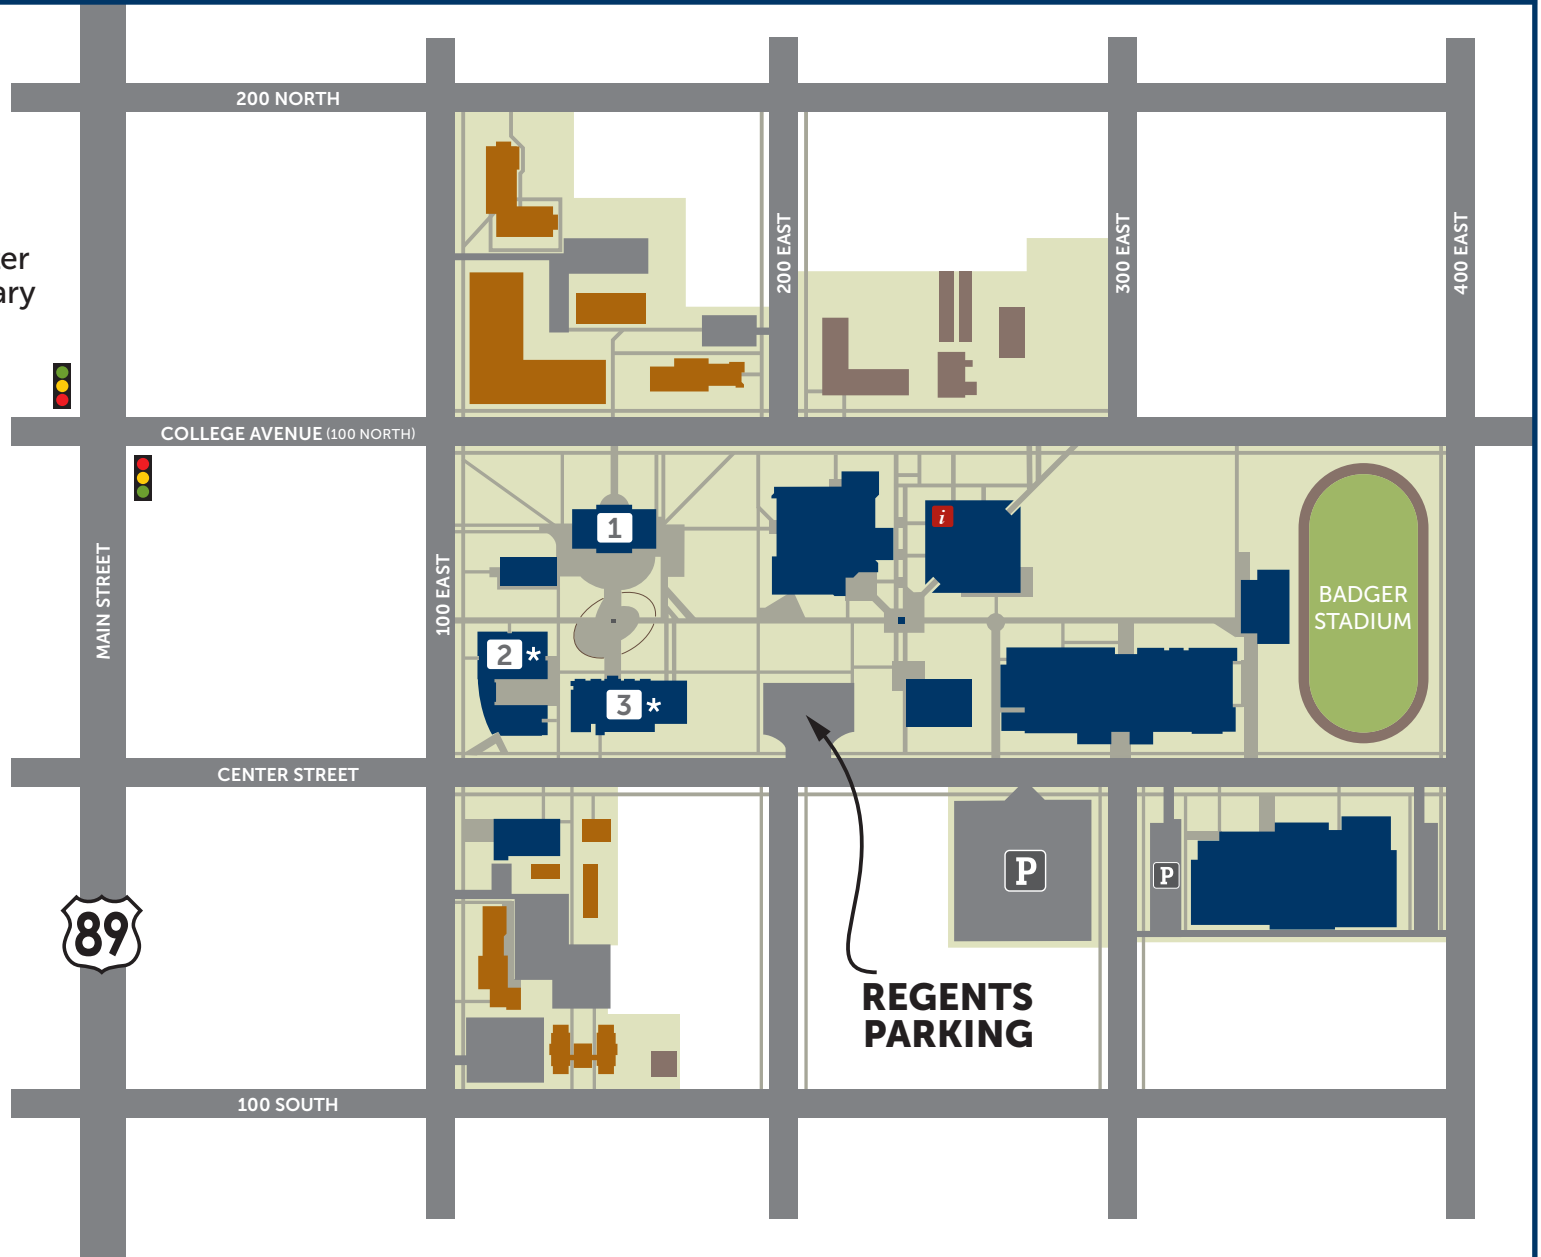 200 NORTH
200 EAST
300 EAST
400 EAST
er
ary
COLLEGE AVENUE (100 NORTH)
1
i
MAIN STREET
100 EAST
BADGER
STADIUM
2 *
3 *
CENTER STREET
P
P
89
REGENTS
PARKING
100 SOUTH